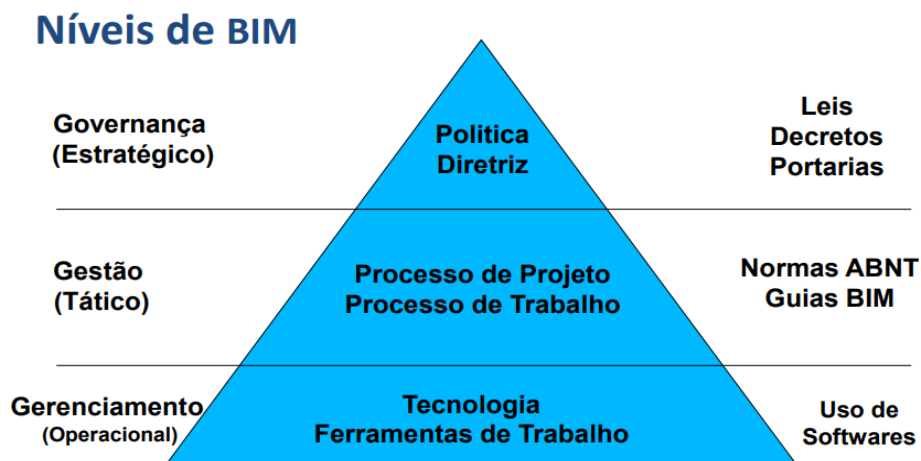 Níveis de BIM
Governança
(Estratégico)
Politica
Diretriz
Leis
Decretos
Portarias
Gestão
(Tático)
Processo de Projeto
Processo de Trabalho
Normas ABNT
Guias BIM
Gerenciamento
(Operacional)
Tecnologia
Ferramentas de Trabalho
Uso de
Softwares